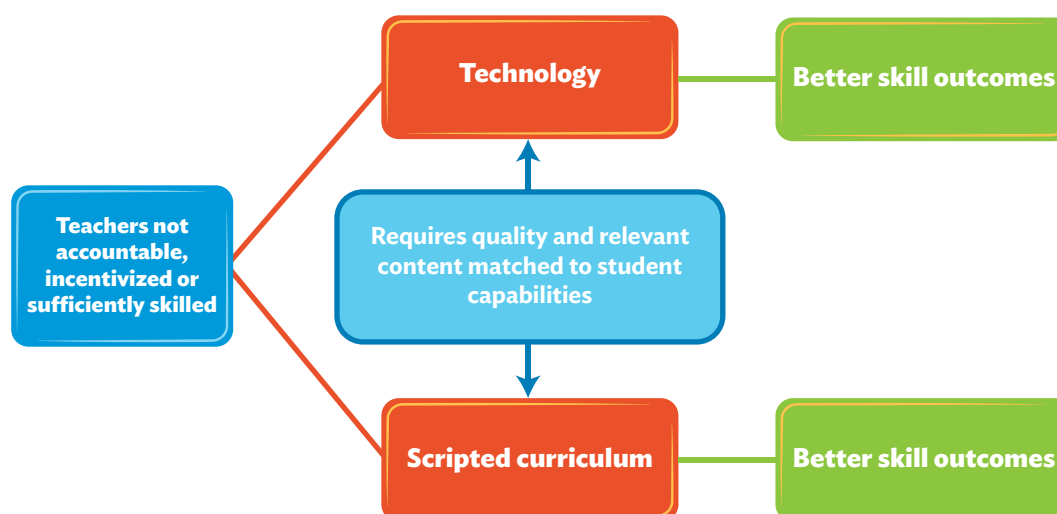 Technology
Better skill outcomes
Teachers not
accountable,
incentivized or
sufficiently skilled
Requires quality and relevant
content matched to student
capabilities
Scripted curriculum
Better skill outcomes